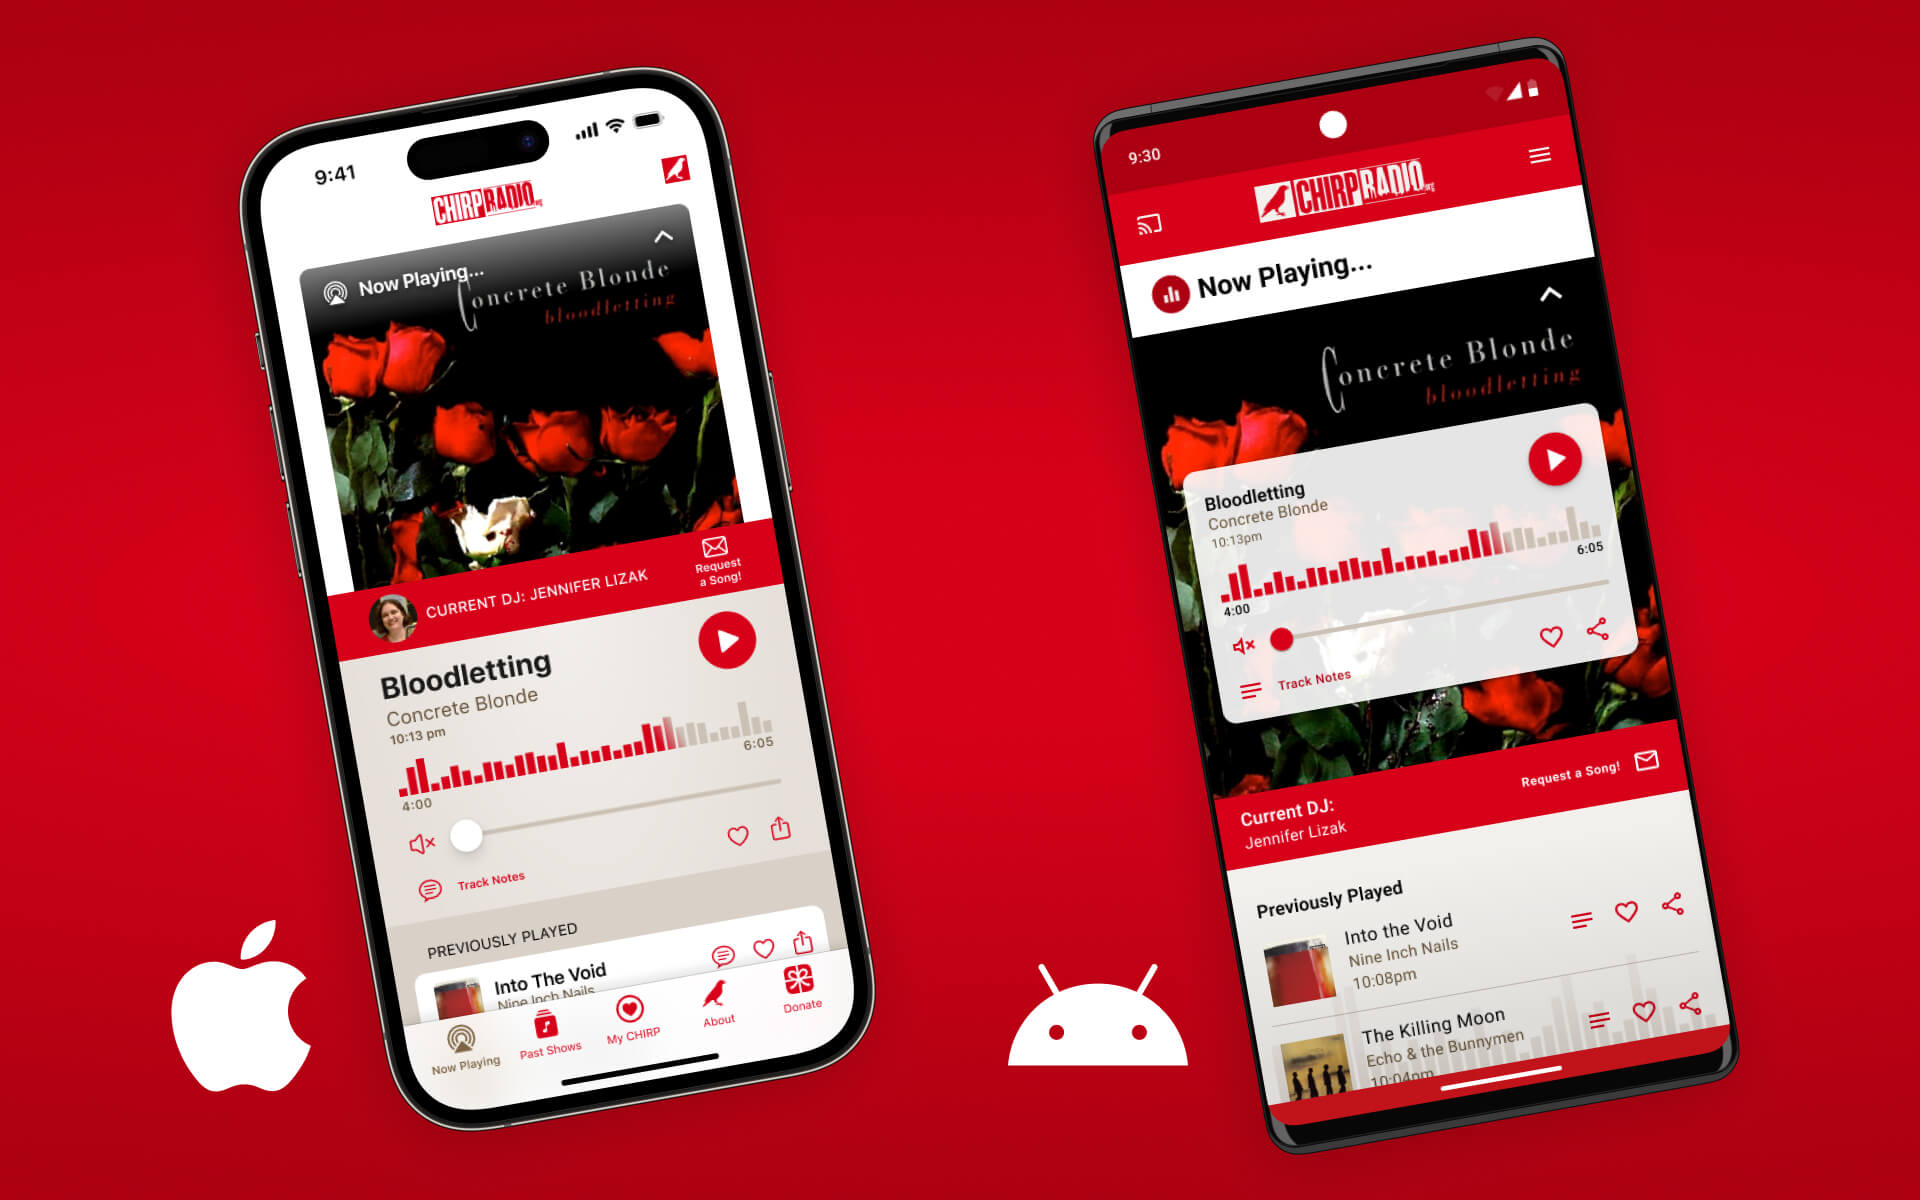 9:41
CHIRP RADIO.org
Now Playing...
Concrete Blonde
bloodletting
CURRENT DJ: JENNIFER LIZAK
Request
a Song!
Bloodletting
Concrete Blonde
10:13 pm
4:00
6:05
Track Notes
PREVIOUSLY PLAYED
Into The Void
Nine Inch Nails
Now Playing
Past Shows
My CHIRP
About
Donate
9:30
CHIRP RADIO.org
Now Playing...
Concrete Blonde
bloodletting
Bloodletting
Concrete Blonde
10:13pm
4:00
6:05
Track Notes
Current DJ:
Jennifer Lizak
Request a Song!
Previously Played
Into the Void
Nine Inch Nails
10:08pm
The Killing Moon
Echo & the Bunnymen
10:04pm